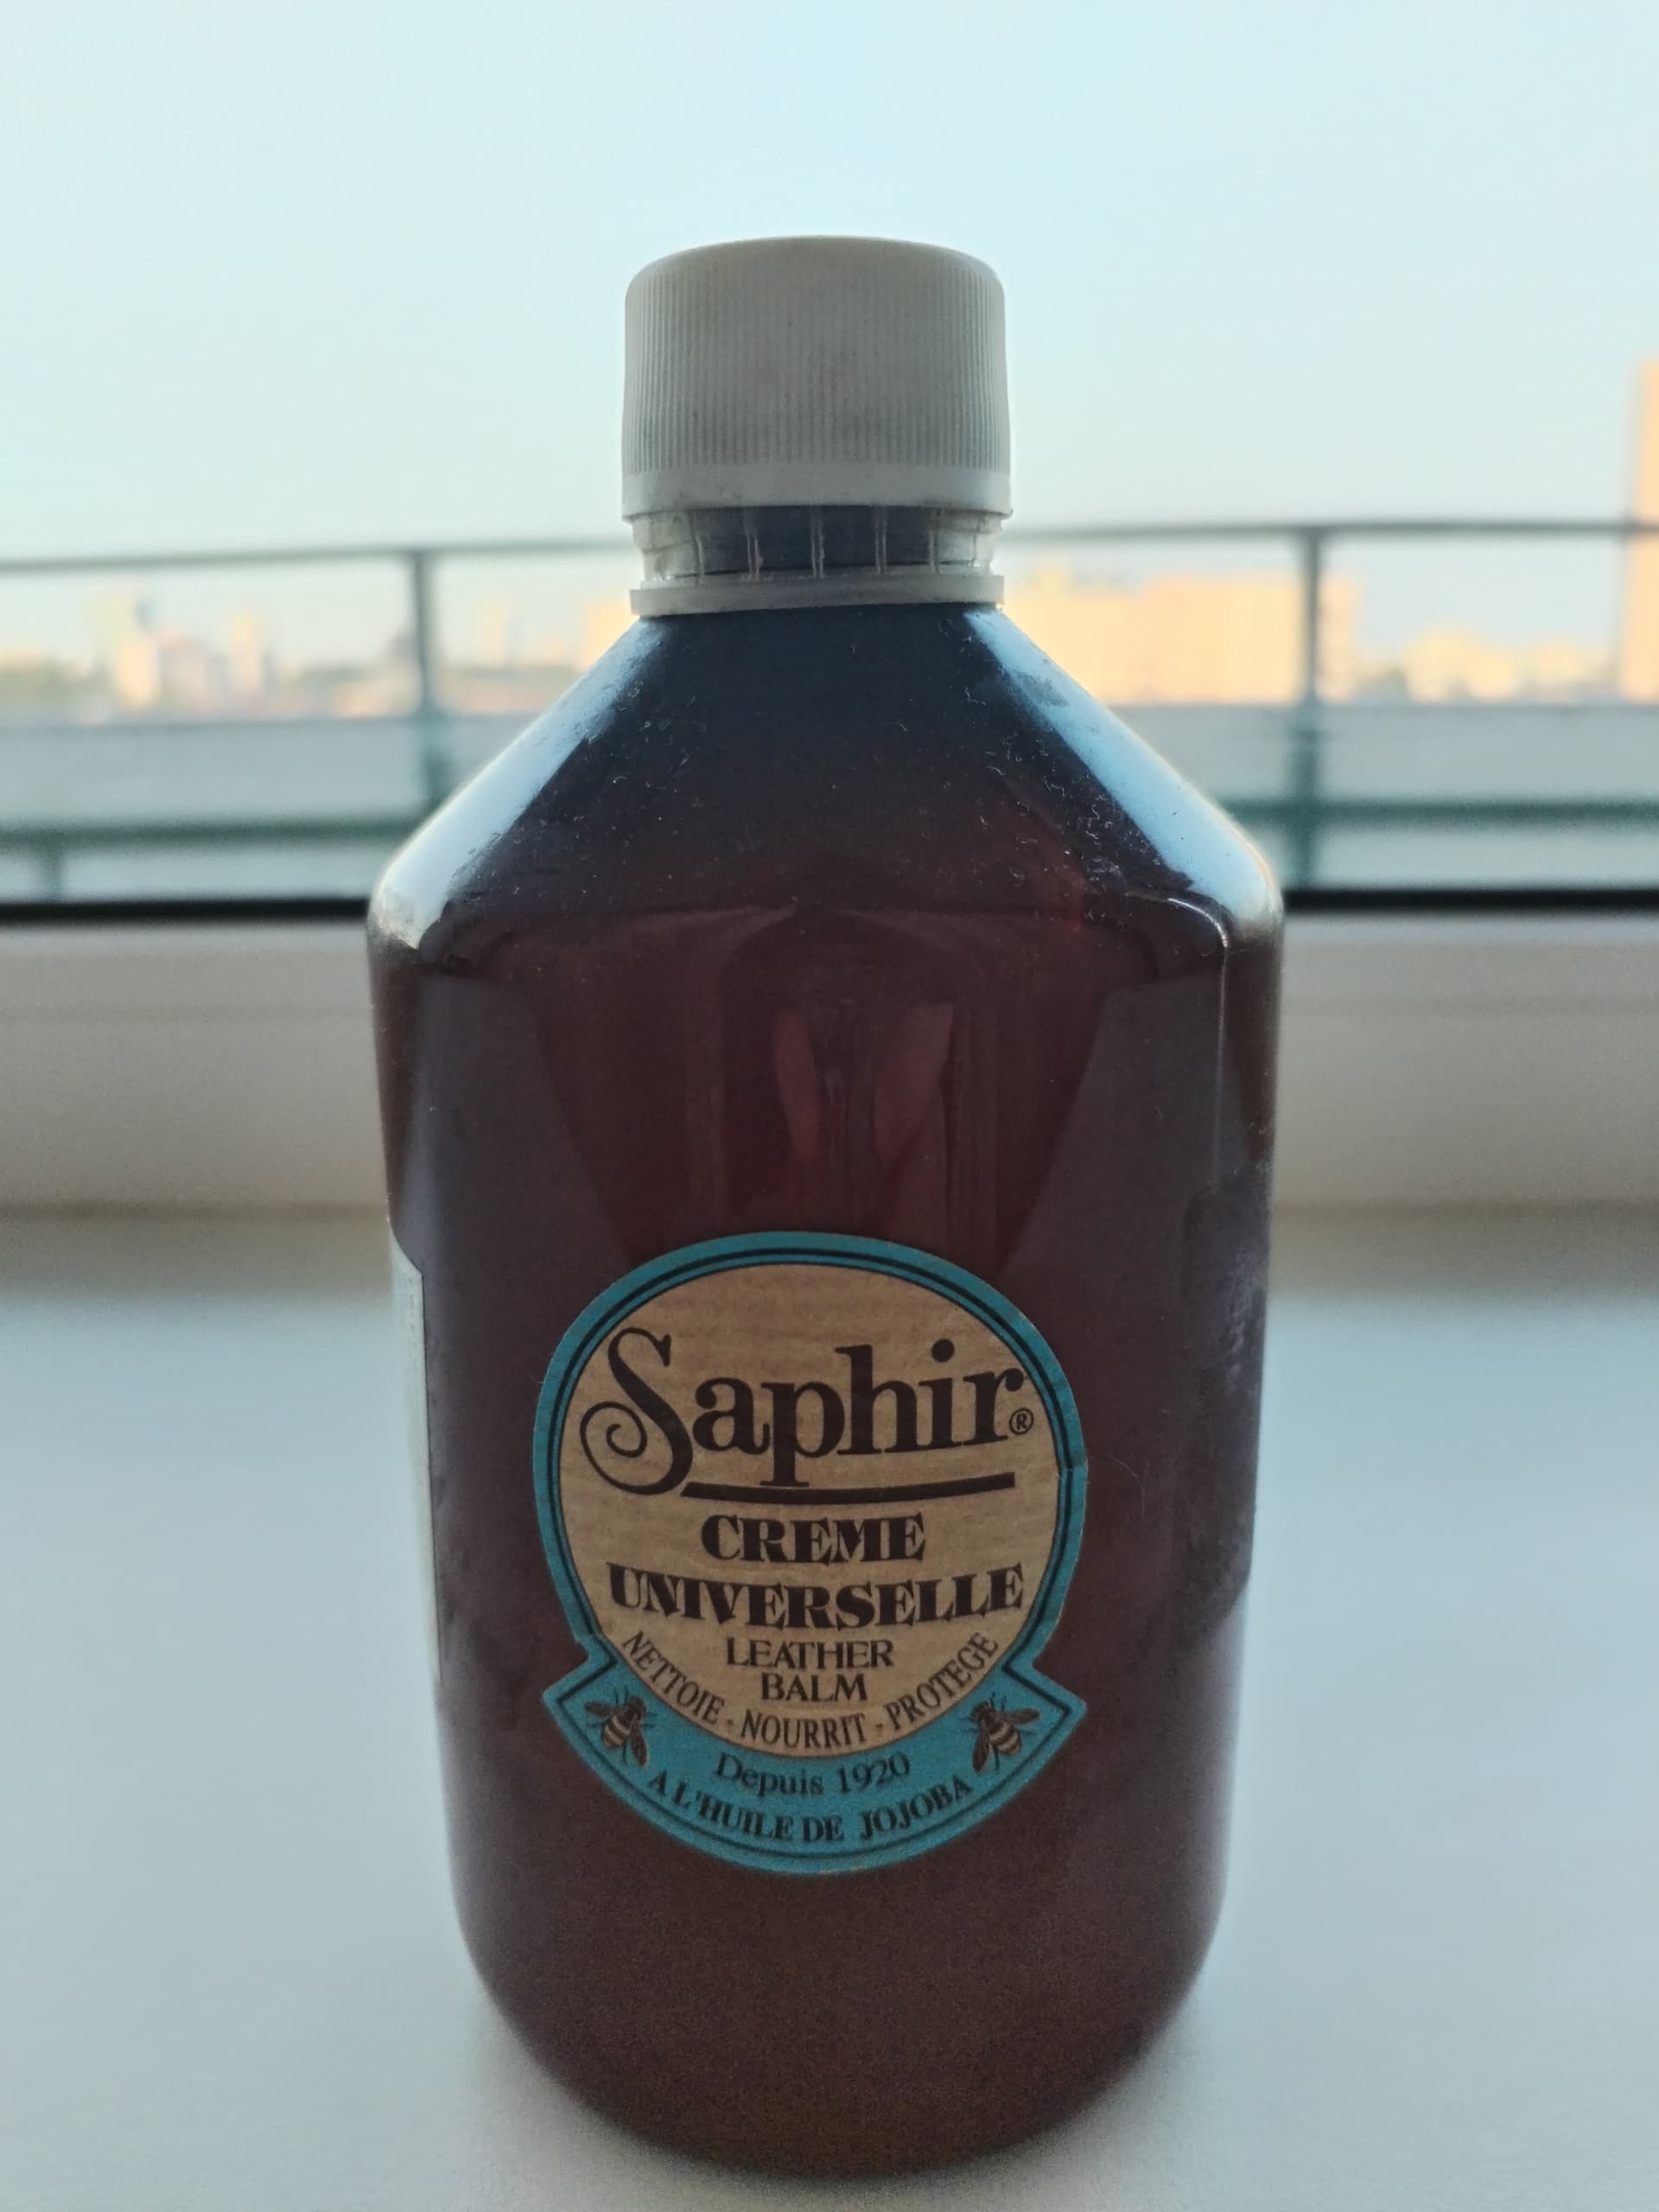 Saphir®
CREME
UNIVERSELLE
LEATHER
BALM
NETTOIE - NOURRIT - PROTEGE
Depuis 1920
A L'HUILE DE JOJOBA